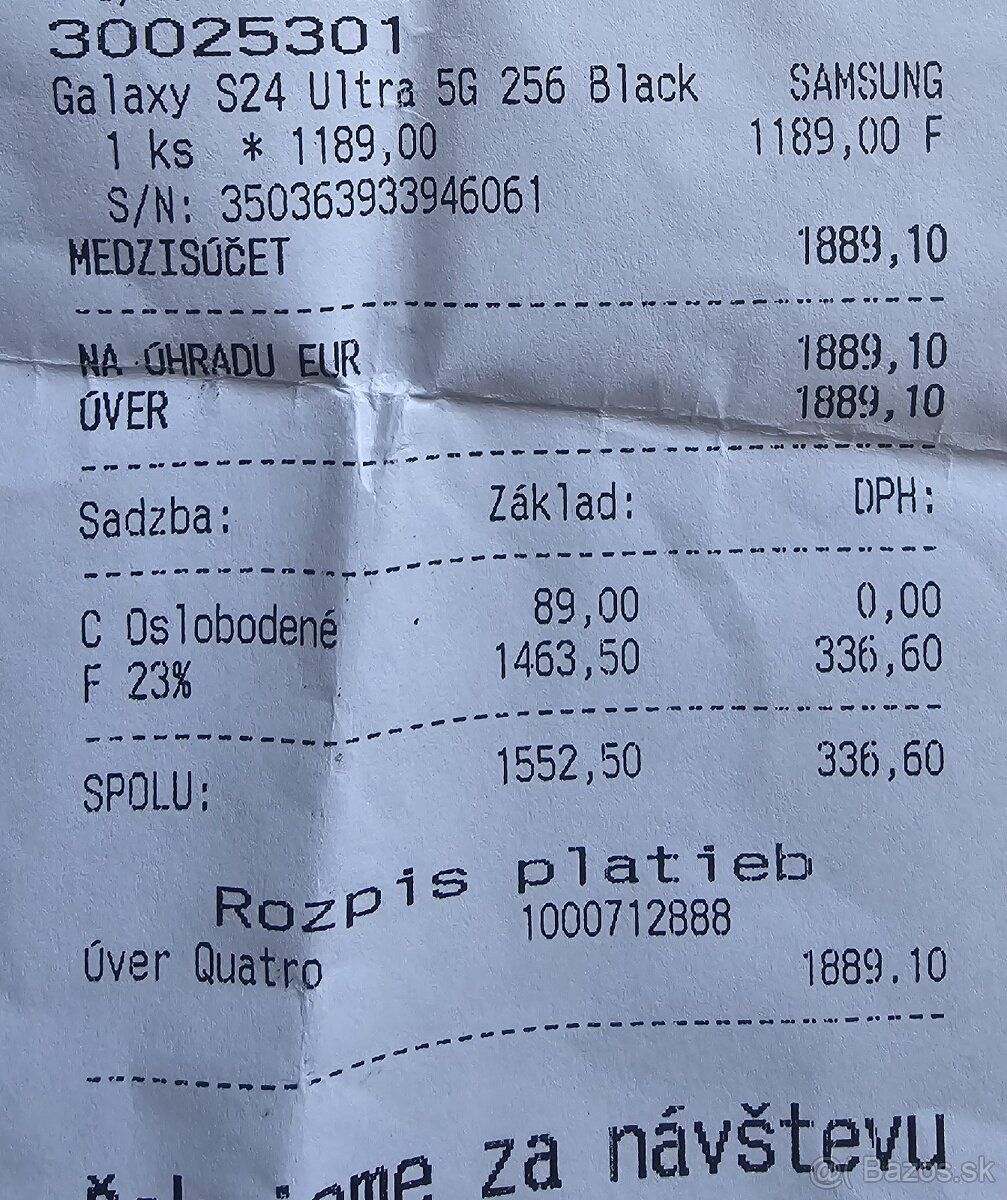 30025301
Galaxy S24 Ultra 5G 256 Black SAMSUNG
1 ks * 1189,00 1189,00 F
S/N: 350363933946061
MEDZISÚČET 1889,10
NA ÚHRADU EUR 1889,10
ÚVER 1889,10
Sadzba: Základ: DPH:
C Oslobodené 89,00 0,00
F 23% 1463,50 336,60
SPOLU: 1552,50 336,60
Rozpis platieb
1000712888
Úver Quatro 1889.10
za návštevu
Bazos.sk